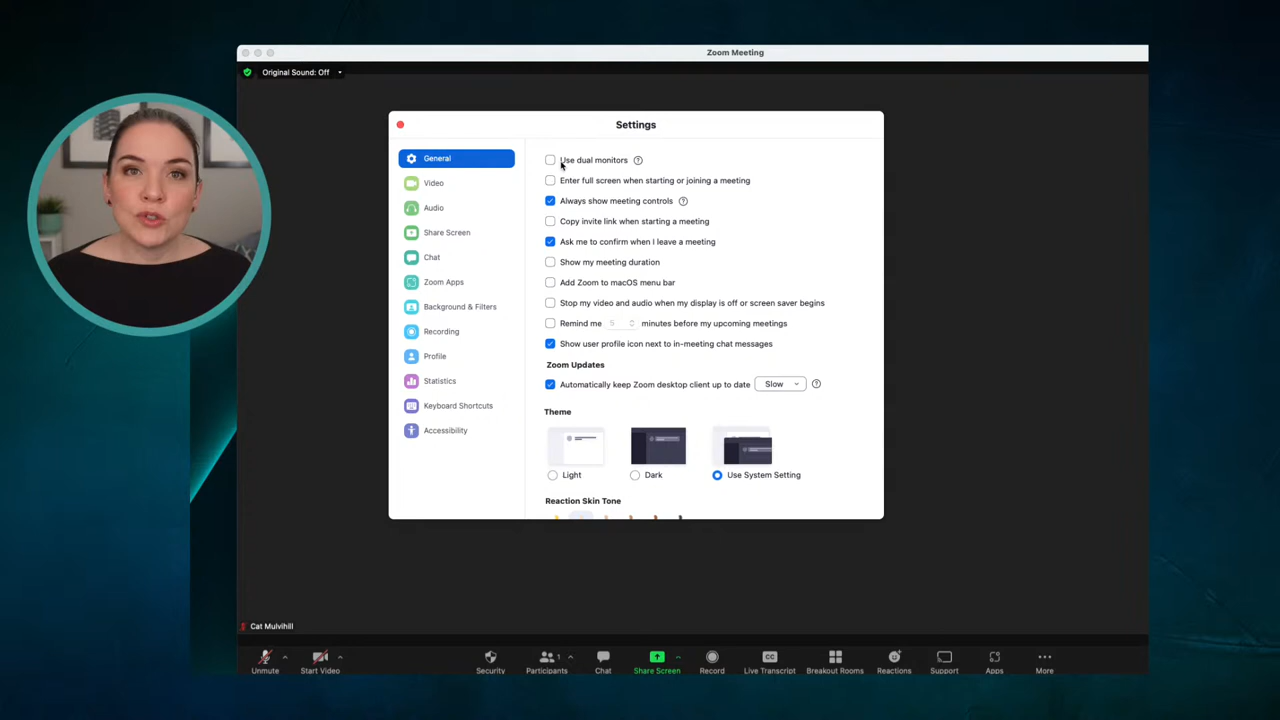 Zoom Meeting
Original Sound: Off
Settings
General
Video
Audio
Share Screen
Chat
Zoom Apps
Background & Filters
Recording
Profile
Statistics
Keyboard Shortcuts
Accessibility
Use dual monitors ?
Enter full screen when starting or joining a meeting
Always show meeting controls ?
Copy invite link when starting a meeting
Ask me to confirm when I leave a meeting
Show my meeting duration
Add Zoom to macOS menu bar
Stop my video and audio when my display is off or screen saver begins
Remind me 5 minutes before my upcoming meetings
Show user profile icon next to in-meeting chat messages
Zoom Updates
Automatically keep Zoom desktop client up to date Slow ?
Theme
Light Dark Use System Setting
Reaction Skin Tone
Cat Mulvihill
1
CC
Unmute Start Video Security Participants Chat Share Screen Record Live Transcript Breakout Rooms Reactions Support Apps More